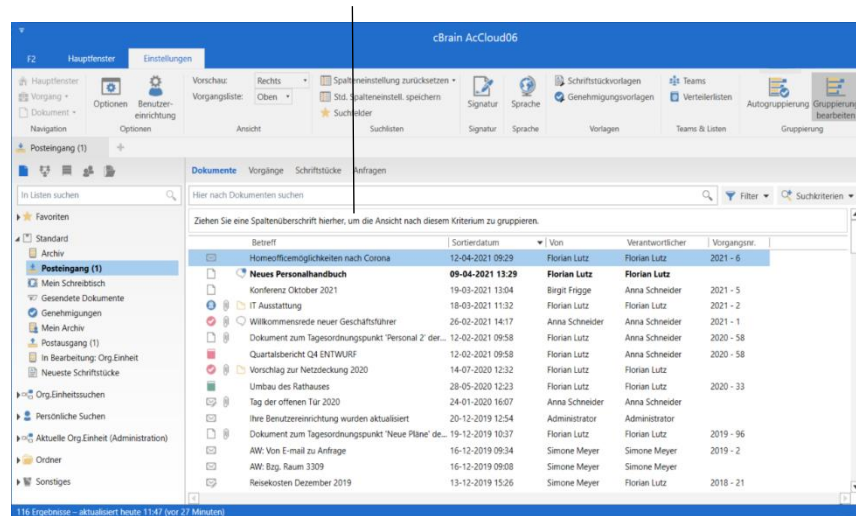 cBrain AcCloud06
F2 Hauptfenster Einstellungen
Hauptfenster
Vorgang
Dokument
Navigation
Optionen
Benutzer-
einrichtung
Optionen
Vorschau: Rechts
Vorgangsliste: Oben
Ansicht
Spalteneinstellung zurücksetzen
Std. Spalteneinstell. speichern
Suchfelder
Suchlisten
Signatur
Signatur
Sprache
Sprache
Schriftstückvorlagen
Genehmigungsvorlagen
Vorlagen
Teams
Verteilerlisten
Teams & Listen
Autogruppierung
Gruppierung
bearbeiten
Gruppierung
Posteingang (1) +
Dokumente Vorgänge Schriftstücke Anfragen
In Listen suchen
Hier nach Dokumenten suchen
Filter
Suchkriterien
Favoriten
Standard
Archiv
Posteingang (1)
Mein Schreibtisch
Gesendete Dokumente
Genehmigungen
Mein Archiv
Postausgang (1)
In Bearbeitung: Org.Einheit
Neueste Schriftstücke
Org.Einheitssuchen
Persönliche Suchen
Aktuelle Org.Einheit (Administration)
Ordner
Sonstiges
Ziehen Sie eine Spaltenüberschrift hierher, um die Ansicht nach diesem Kriterium zu gruppieren.
Betreff Sortierdatum Von Verantwortlicher Vorgangsnr.
Homeofficemöglichkeiten nach Corona 12-04-2021 09:29 Florian Lutz Florian Lutz 2021 - 6
Neues Personalhandbuch 09-04-2021 13:29 Florian Lutz Florian Lutz
Konferenz Oktober 2021 19-03-2021 13:04 Birgit Frigge Anna Schneider 2021 - 5
IT Ausstattung 18-03-2021 11:32 Florian Lutz Florian Lutz 2021 - 2
Willkommensrede neuer Geschäftsführer 26-02-2021 14:17 Anna Schneider Anna Schneider 2021 - 1
Dokument zum Tagesordnungspunkt 'Personal 2' der... 12-02-2021 09:58 Florian Lutz Anna Schneider 2020 - 58
Quartalsbericht Q4 ENTWURF 12-02-2021 09:58 Florian Lutz Anna Schneider 2020 - 58
Vorschlag zur Netzdeckung 2020 14-07-2020 12:32 Florian Lutz Florian Lutz
Umbau des Rathauses 28-05-2020 12:23 Florian Lutz Florian Lutz 2020 - 33
Tag der offenen Tür 2020 24-01-2020 16:07 Anna Schneider Anna Schneider
Ihre Benutzereinrichtung wurden aktualisiert 20-12-2019 12:54 Administrator Administrator
Dokument zum Tagesordnungspunkt 'Neue Pläne' de... 19-12-2019 10:37 Florian Lutz Florian Lutz 2019 - 96
AW: Von E-mail zu Anfrage 16-12-2019 09:34 Simone Meyer Simone Meyer 2019 - 2
AW: Bzg. Raum 3309 16-12-2019 09:08 Simone Meyer Simone Meyer
Reisekosten Dezember 2019 13-12-2019 15:26 Simone Meyer Florian Lutz 2018 - 21
116 Ergebnisse – aktualisiert heute 11:47 (vor 27 Minuten)